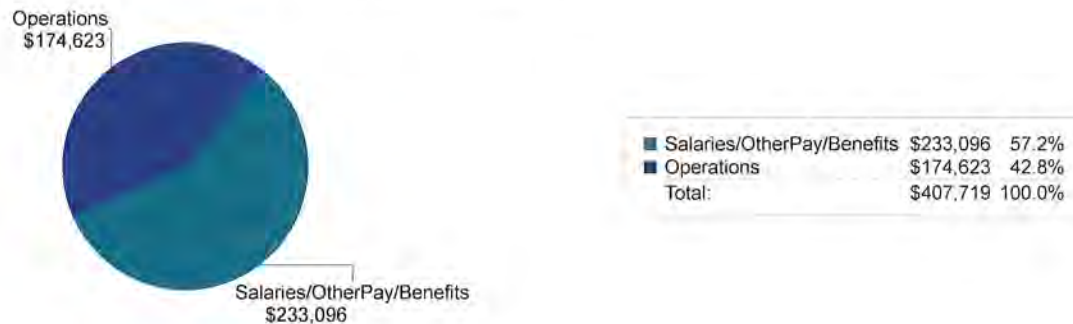 Operations
$174,623
Salaries/OtherPay/Benefits
$233,096
Salaries/OtherPay/Benefits $233,096 57.2%
Operations $174,623 42.8%
Total: $407,719 100.0%